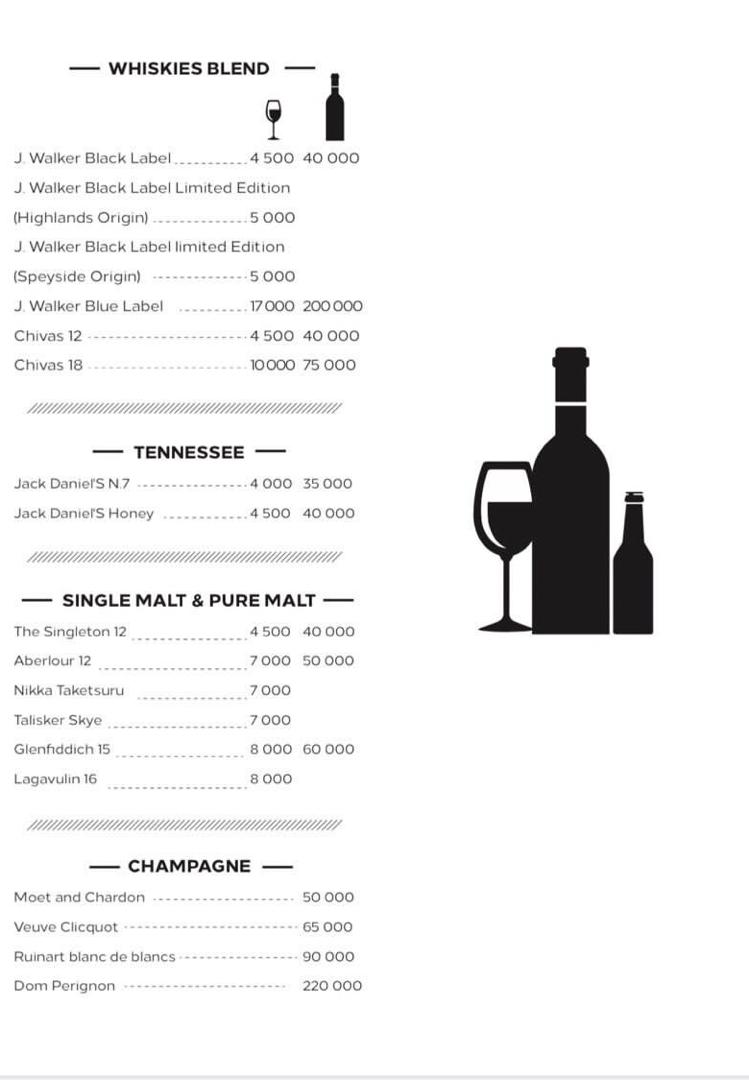 WHISKIES BLEND
J. Walker Black Label 4 500 40 000
J. Walker Black Label Limited Edition
(Highlands Origin) 5 000
J. Walker Black Label limited Edition
(Speyside Origin) 5 000
J. Walker Blue Label 17 000 200 000
Chivas 12 4 500 40 000
Chivas 18 10 000 75 000
TENNESSEE
Jack Daniel'S N.7 4 000 35 000
Jack Daniel'S Honey 4 500 40 000
SINGLE MALT & PURE MALT
The Singleton 12 4 500 40 000
Aberlour 12 7 000 50 000
Nikka Taketsuru 7 000
Talisker Skye 7 000
Glenfiddich 15 8 000 60 000
Lagavulin 16 8 000
CHAMPAGNE
Moet and Chardon 50 000
Veuve Clicquot 65 000
Ruinart blanc de blancs 90 000
Dom Perignon 220 000